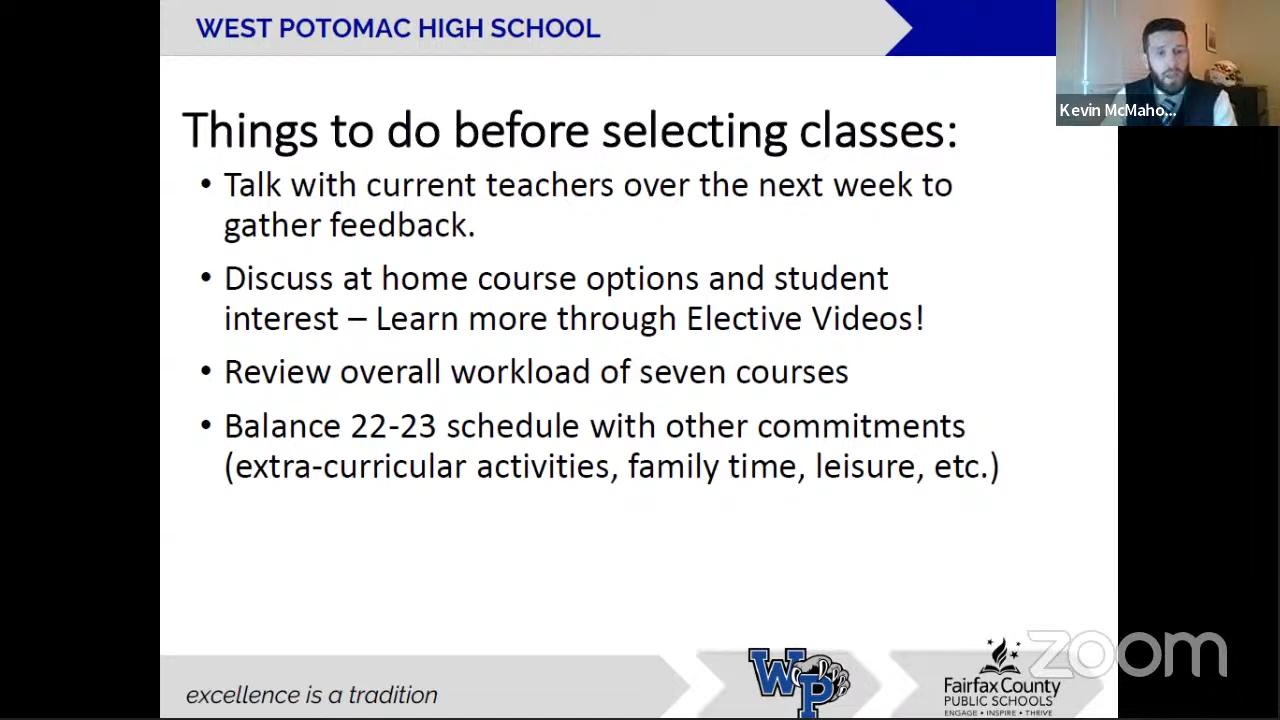 WEST POTOMAC HIGH SCHOOL
Kevin McMaho...
Things to do before selecting classes:
• Talk with current teachers over the next week to
gather feedback.
• Discuss at home course options and student
interest – Learn more through Elective Videos!
• Review overall workload of seven courses
• Balance 22-23 schedule with other commitments
(extra-curricular activities, family time, leisure, etc.)
excellence is a tradition
WP
Fairfax County
PUBLIC SCHOOLS
ENGAGE • INSPIRE • THRIVE
zoom